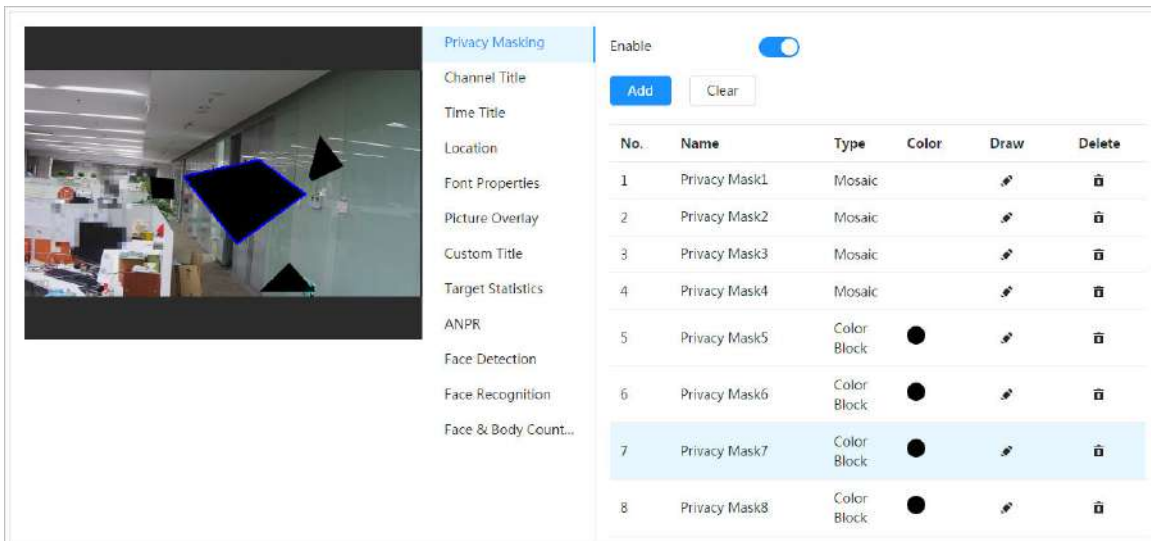 Privacy Masking
Channel Title
Time Title
Location
Font Properties
Picture Overlay
Custom Title
Target Statistics
ANPR
Face Detection
Face Recognition
Face & Body Count...
Enable
Add Clear
No. Name Type Color Draw Delete
1 Privacy Mask1 Mosaic
2 Privacy Mask2 Mosaic
3 Privacy Mask3 Mosaic
4 Privacy Mask4 Mosaic
5 Privacy Mask5 Color Block
6 Privacy Mask6 Color Block
7 Privacy Mask7 Color Block
8 Privacy Mask8 Color Block